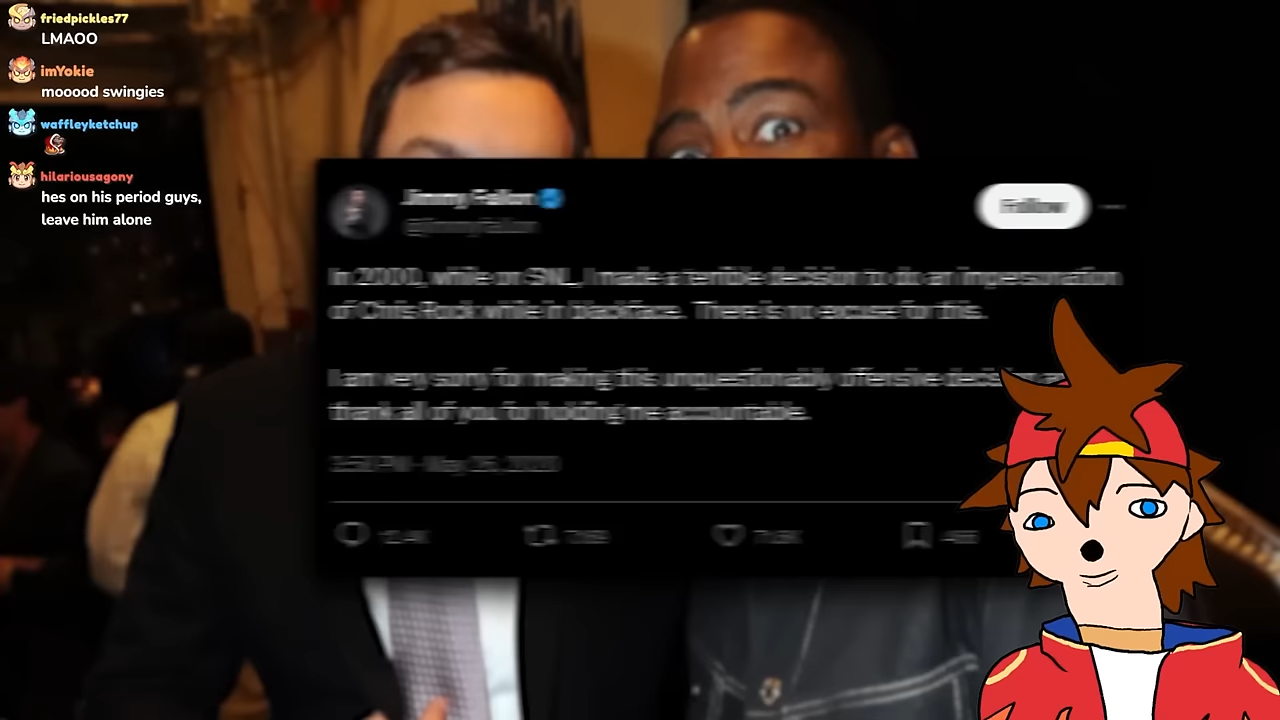 friedpickles77
LMAOO
imYokie
mooood swingies
waffleyketchup
hilariousagony
hes on his period guys,
leave him alone
Jimmy Fallon
@jimmyfallon
Follow
In 2000, while on SNL, I made a terrible decision to do an impersonation
of Chris Rock while in blackface. There is no excuse for this.
I am very sorry for making this unquestionably offensive decision
thank all of you for holding me accountable.